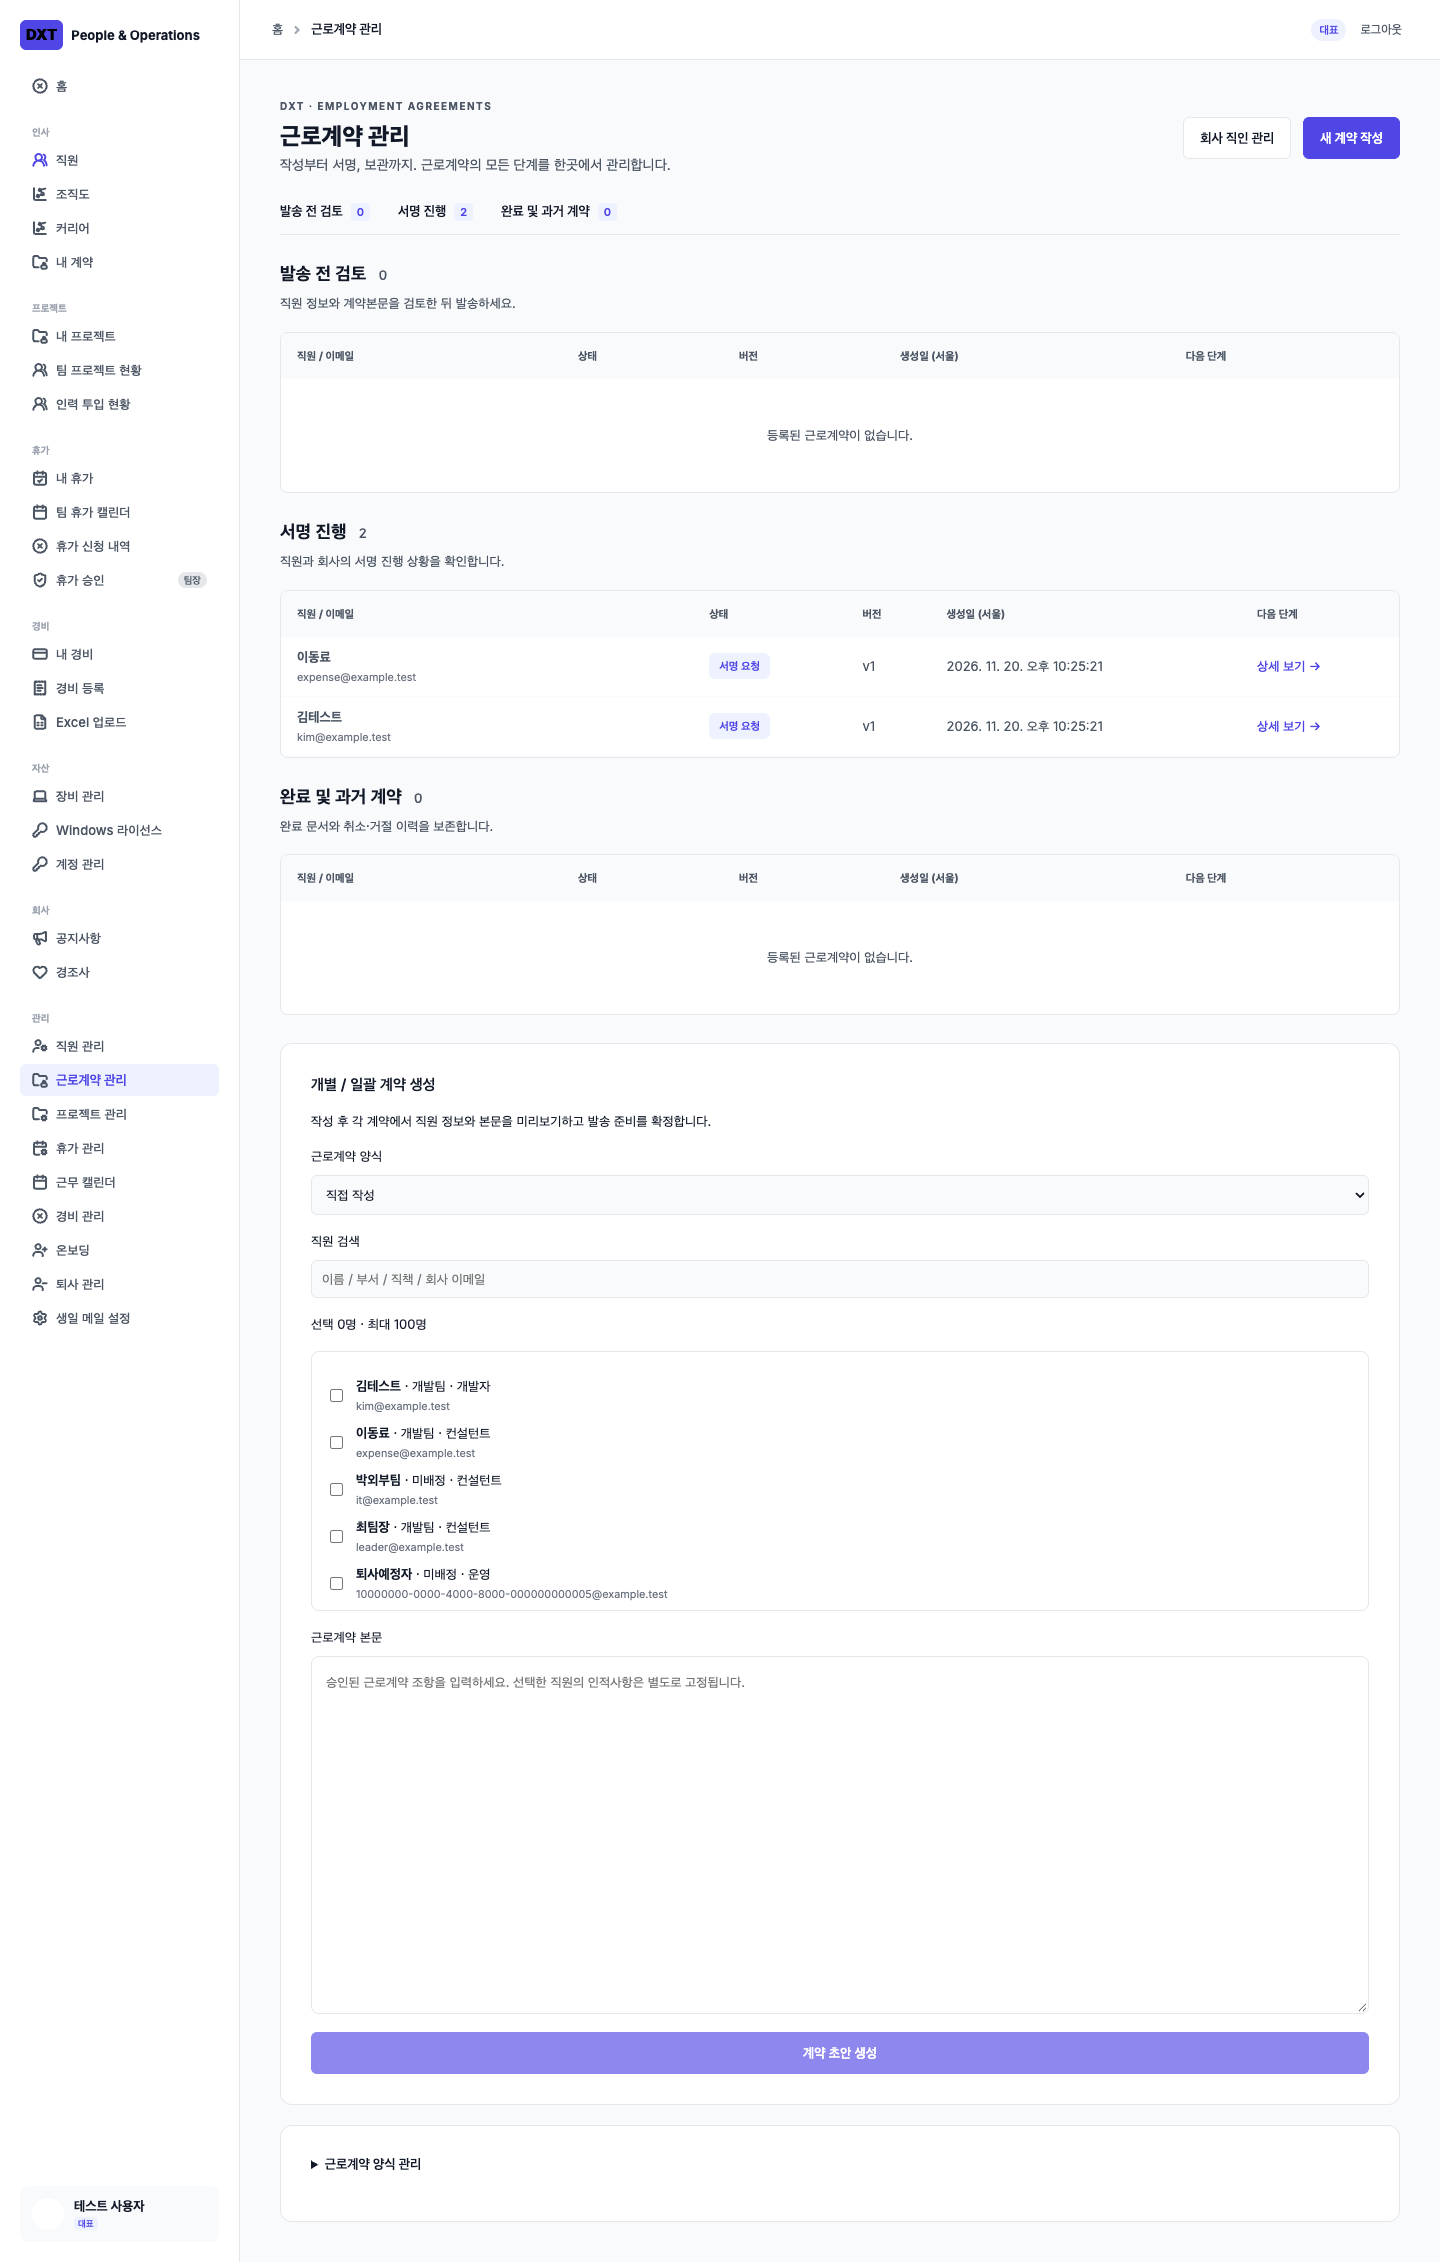 DXT People & Operations
홈
인사
직원
조직도
커리어
내 계약
프로젝트
내 프로젝트
팀 프로젝트 현황
인력 투입 현황
휴가
내 휴가
팀 휴가 캘린더
휴가 신청 내역
휴가 승인 팀장
경비
내 경비
경비 등록
Excel 업로드
자산
장비 관리
Windows 라이선스
계정 관리
회사
공지사항
경조사
관리
직원 관리
근로계약 관리
프로젝트 관리
휴가 관리
근무 캘린더
경비 관리
온보딩
퇴사 관리
생일 메일 설정
테스트 사용자
대표
홈 > 근로계약 관리
대표 로그아웃
DXT · EMPLOYMENT AGREEMENTS
근로계약 관리
작성부터 서명, 보관까지. 근로계약의 모든 단계를 한곳에서 관리합니다.
회사 직인 관리 새 계약 작성
발송 전 검토 0 서명 진행 2 완료 및 과거 계약 0
발송 전 검토 0
직원 정보와 계약본문을 검토한 뒤 발송하세요.
직원 / 이메일 상태 버전 생성일 (서울) 다음 단계
등록된 근로계약이 없습니다.
서명 진행 2
직원과 회사의 서명 진행 상황을 확인합니다.
직원 / 이메일 상태 버전 생성일 (서울) 다음 단계
이동료
expense@example.test
서명 요청 v1 2026. 11. 20. 오후 10:25:21 상세 보기 →
김테스트
kim@example.test
서명 요청 v1 2026. 11. 20. 오후 10:25:21 상세 보기 →
완료 및 과거 계약 0
완료 문서와 취소·거절 이력을 보존합니다.
직원 / 이메일 상태 버전 생성일 (서울) 다음 단계
등록된 근로계약이 없습니다.
개별 / 일괄 계약 생성
작성 후 각 계약에서 직원 정보와 본문을 미리보기하고 발송 준비를 확정합니다.
근로계약 양식
직접 작성
직원 검색
이름 / 부서 / 직책 / 회사 이메일
선택 0명 · 최대 100명
김테스트 · 개발팀 · 개발자
kim@example.test
이동료 · 개발팀 · 컨설턴트
expense@example.test
박외부팀 · 미배정 · 컨설턴트
it@example.test
최팀장 · 개발팀 · 컨설턴트
leader@example.test
퇴사예정자 · 미배정 · 운영
10000000-0000-4000-8000-000000000005@example.test
근로계약 본문
승인된 근로계약 조항을 입력하세요. 선택한 직원의 인적사항은 별도로 고정됩니다.
계약 초안 생성
▶ 근로계약 양식 관리